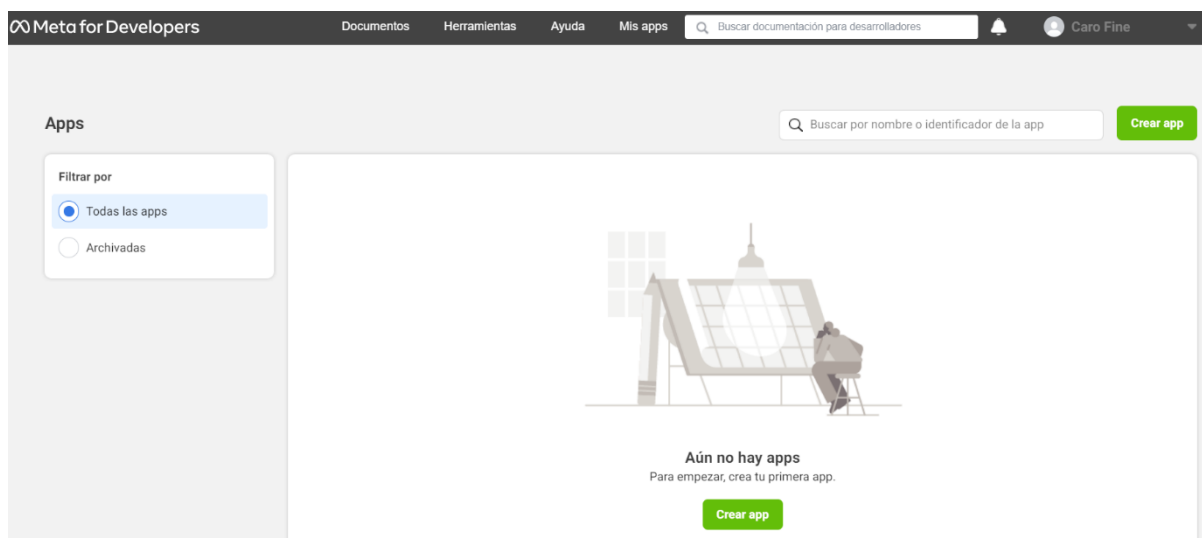 Meta for Developers Documentos Herramientas Ayuda Mis apps Buscar documentación para desarrolladores Caro Fine
Apps Buscar por nombre o identificador de la app Crear app
Filtrar por
Todas las apps
Archivadas
Aún no hay apps
Para empezar, crea tu primera app.
Crear app